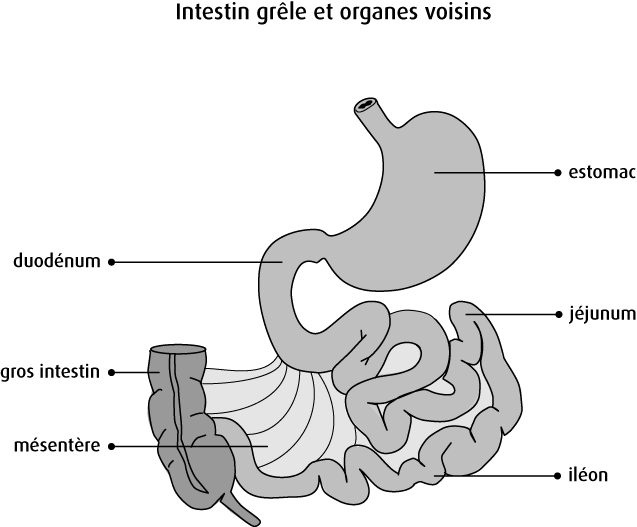 Intestin grêle et organes voisins
estomac
duodénum
jéjunum
gros intestin
mésentère
iléon